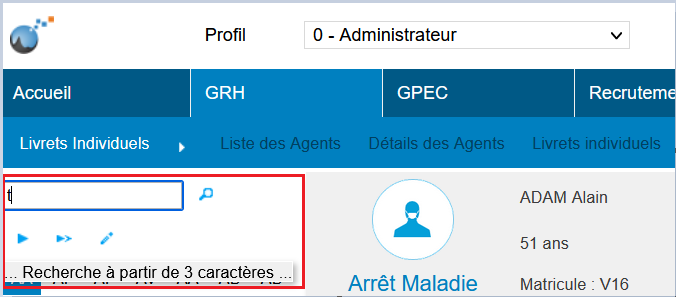 Profil 0 - Administrateur
Accueil GRH GPEC Recruteme
Livrets Individuels Liste des Agents Détails des Agents Livrets individuels
t
ADAM Alain
51 ans
... Recherche à partir de 3 caractères ...
Arrêt Maladie Matricule : V16